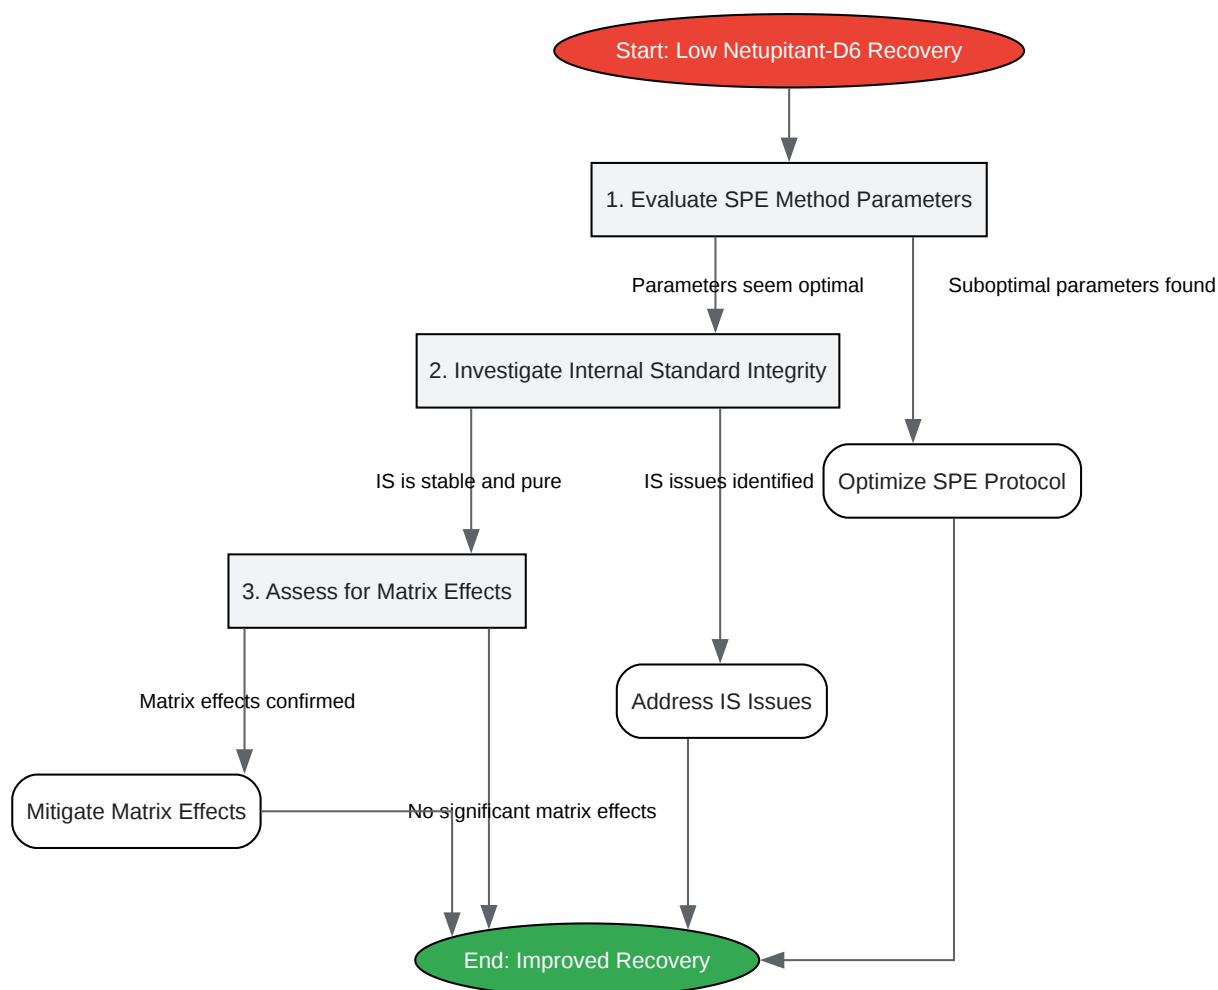 Start: Low Netupitant-D6 Recovery
1. Evaluate SPE Method Parameters
Parameters seem optimal
Suboptimal parameters found
2. Investigate Internal Standard Integrity
IS is stable and pure
IS issues identified
Optimize SPE Protocol
3. Assess for Matrix Effects
Matrix effects confirmed
Address IS Issues
Mitigate Matrix Effects
No significant matrix effects
End: Improved Recovery